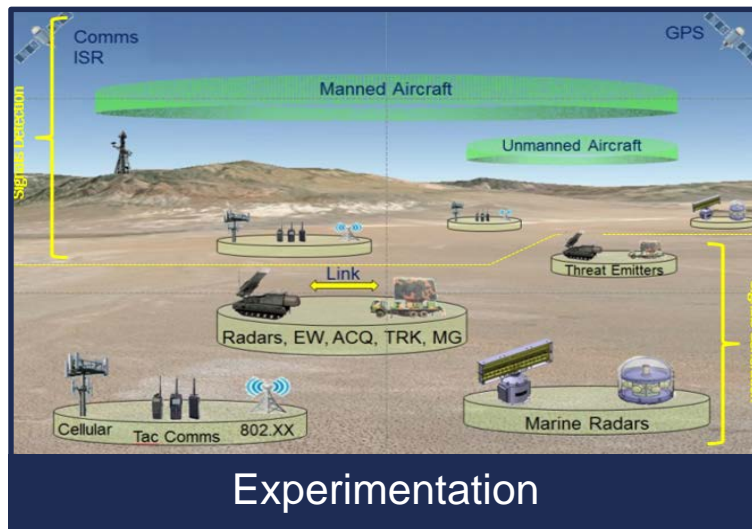 Comms
ISR
GPS
Manned Aircraft
Unmanned Aircraft
Signals Detection
Threat Emitters
Link
Radars, EW, ACQ, TRK, MG
Marine Radars
Cellular
Tac Comms
802.XX
Experimentation